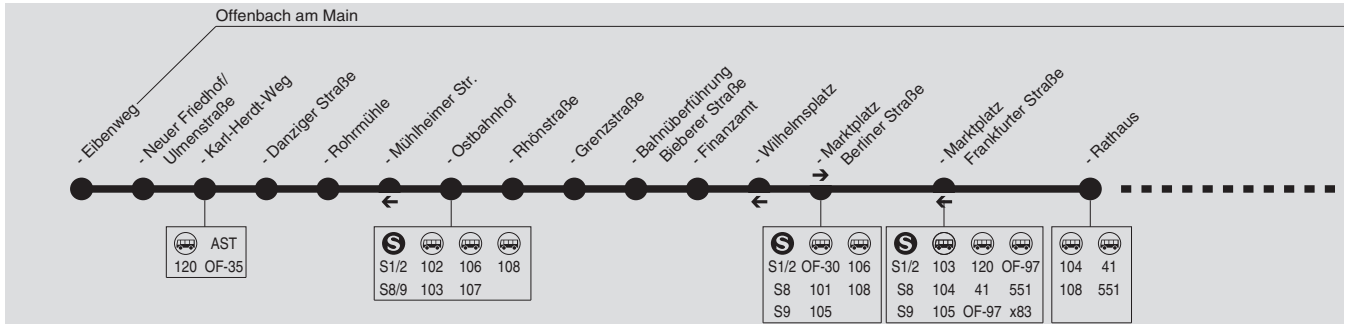 Offenbach am Main
- Eibenweg
- Neuer Friedhof/
Ulmenstraße
- Karl-Herdt-Weg
- Danziger Straße
- Rohrmühle
- Mühlheimer Str.
- Ostbahnhof
- Rhönstraße
- Grenzstraße
- Bahnüberführung
Bieberer Straße
- Finanzamt
- Wilhelmsplatz
- Marktplatz
Berliner Straße
- Marktplatz
Frankfurter Straße
- Rathaus
AST
120 OF-35
S
S1/2 102 106 108
S8/9 103 107
S
S1/2 OF-30 106
S8 101 108
S9 105
S
S1/2 103 120 OF-97
S8 104 41 551
S9 105 OF-97 x83
104 41
108 551